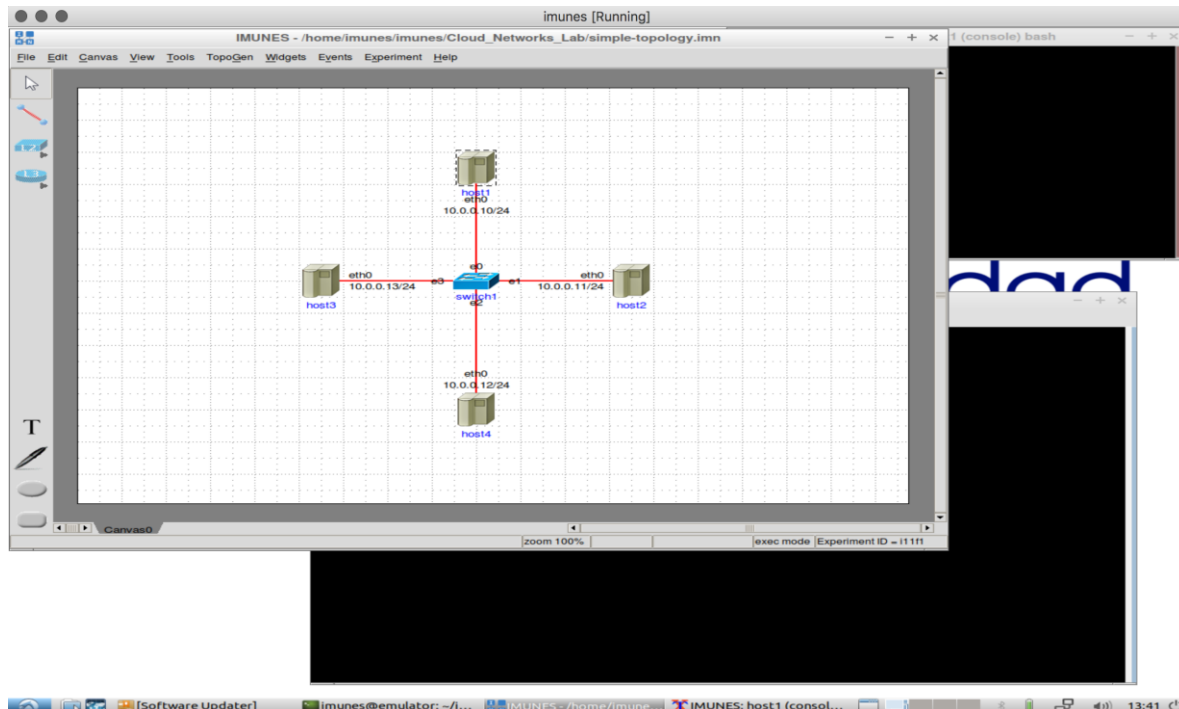 imunes [Running]
IMUNES - /home/imunes/imunes/Cloud_Networks_Lab/simple-topology.imn
1 (console) bash
File Edit Canvas View Tools TopoGen Widgets Events Experiment Help
host1
eth0
10.0.0.10/24
e0
eth0
10.0.0.13/24
e3
switch1
e1
eth0
10.0.0.11/24
host3
e2
host2
eth0
10.0.0.12/24
host4
L2
L3
T
Canvas0
zoom 100%
exec mode
Experiment ID = i11f1
dad
[Software Updater]
imunes@emulator: ~/i...
IMUNES - /home/imune...
IMUNES: host1 (consol...
13:41